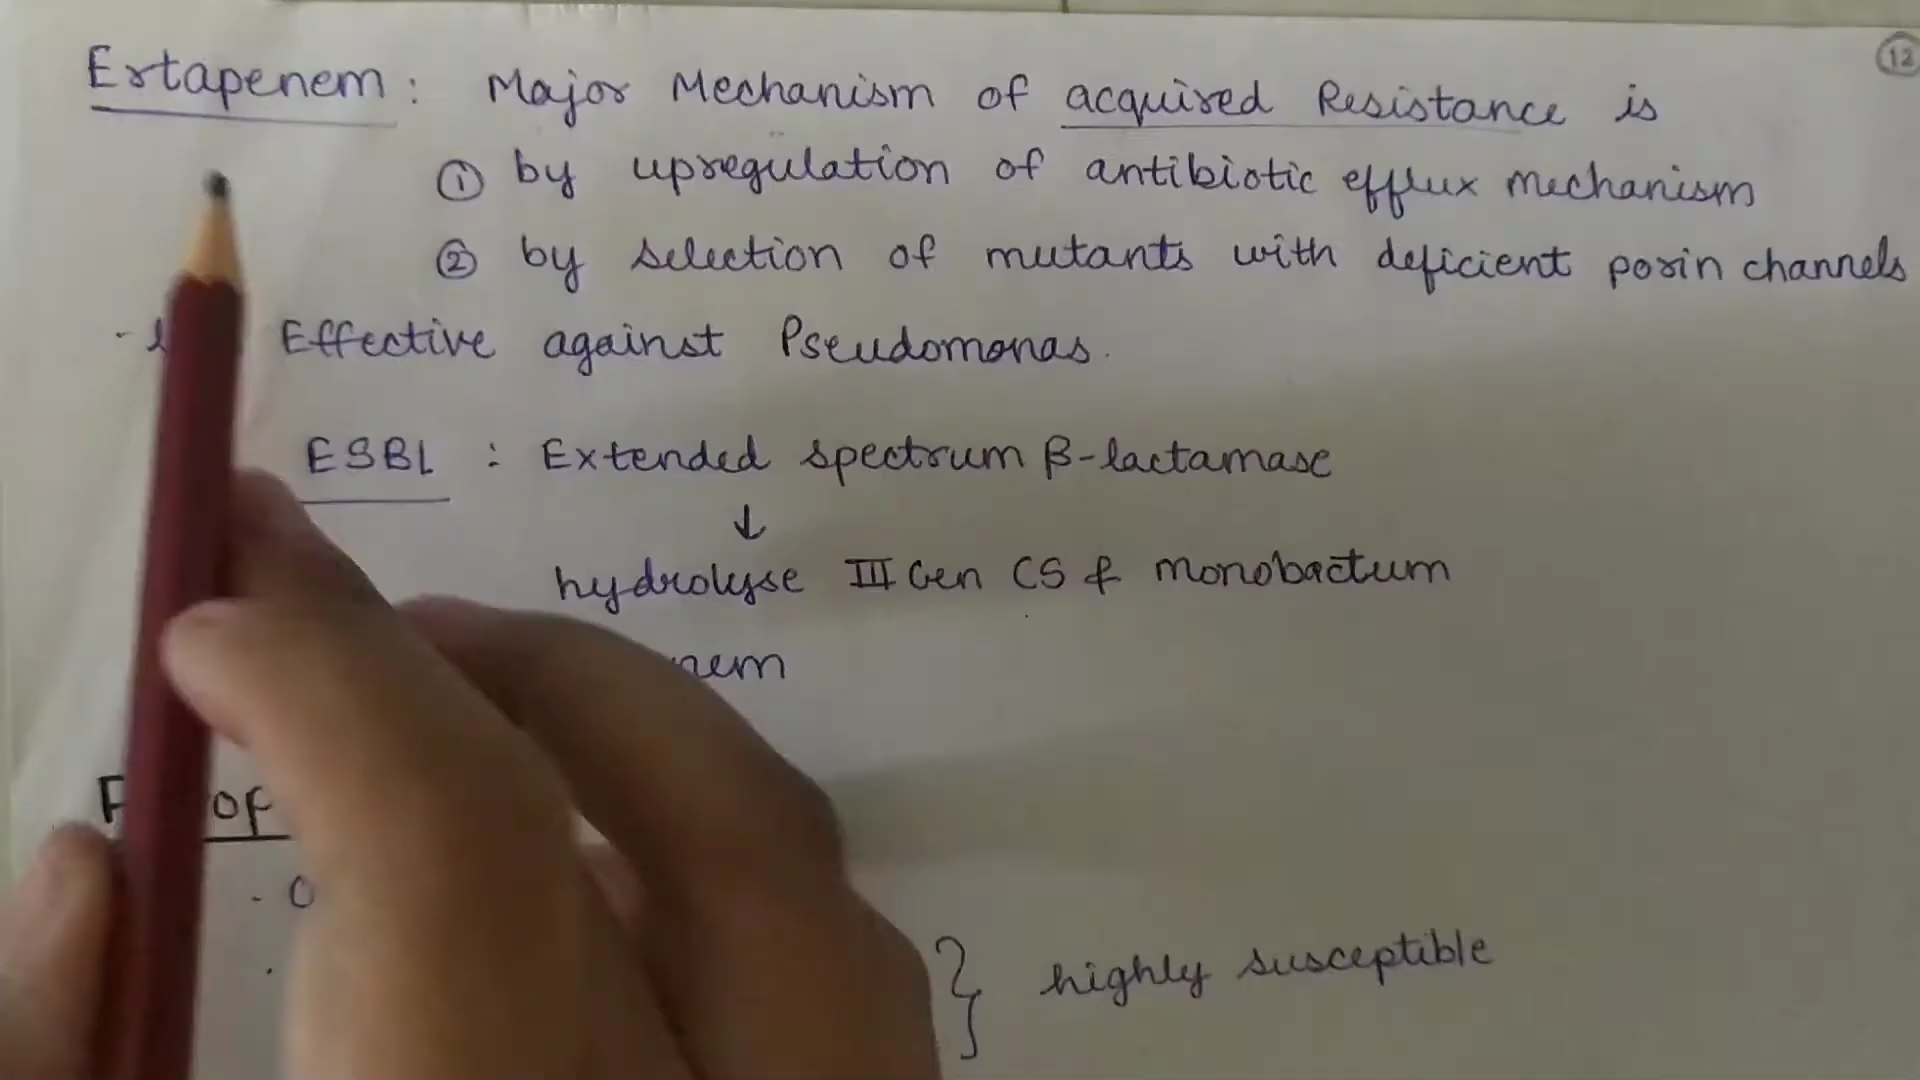 12
Ertapenem: Major Mechanism of acquired Resistance is
① by upregulation of antibiotic efflux mechanism
② by selection of mutants with deficient porin channels
- Effective against Pseudomonas.
ESBL : Extended spectrum β-lactamase
↓
hydrolyse III Gen CS & monobactum
nem
of
highly susceptible